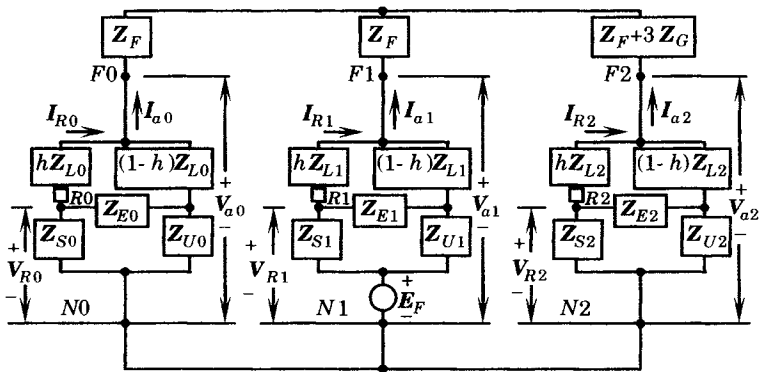 Z_F Z_F Z_F+3 Z_G
F0 F1 F2
I_R0 I_a0 I_R1 I_a1 I_R2 I_a2
hZ_L0 (1- h)Z_L0 hZ_L1 (1- h)Z_L1 hZ_L2 (1- h)Z_L2
+ + +
R0 Z_E0 V_a0 R1 Z_E1 V_a1 R2 Z_E2 V_a2
− − −
+ Z_S0 Z_U0 + Z_S1 Z_U1 + Z_S2 Z_U2
V_R0 V_R1 V_R2
+
− N0 − N1 E_F − N2
−